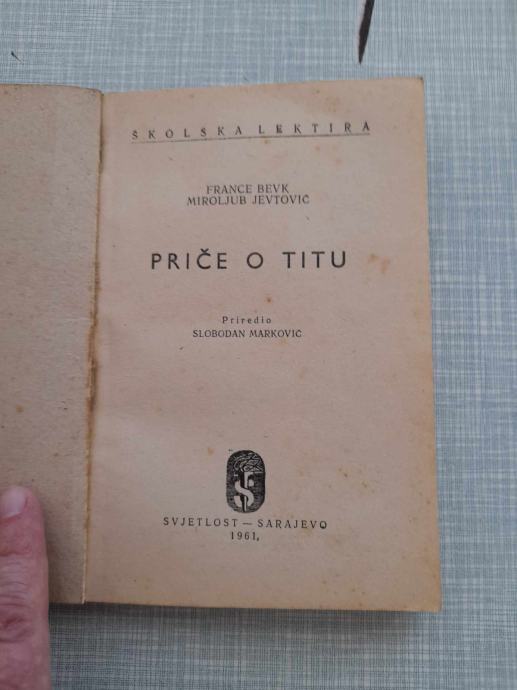 ŠKOLSKA LEKTIRA
FRANCE BEVK
MIROLJUB JEVTOVIĆ
PRIČE O TITU
Priredio
SLOBODAN MARKOVIĆ
S
SVJETLOST — SARAJEVO
1961.